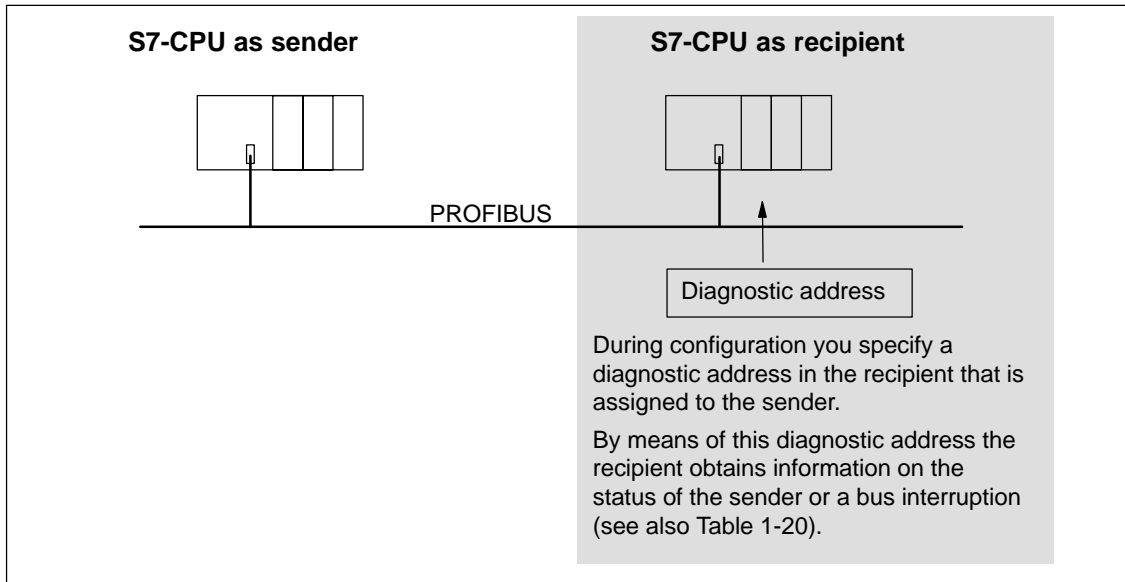 S7-CPU as sender
S7-CPU as recipient
PROFIBUS
Diagnostic address
During configuration you specify a
diagnostic address in the recipient that is
assigned to the sender.
By means of this diagnostic address the
recipient obtains information on the
status of the sender or a bus interruption
(see also Table 1-20).